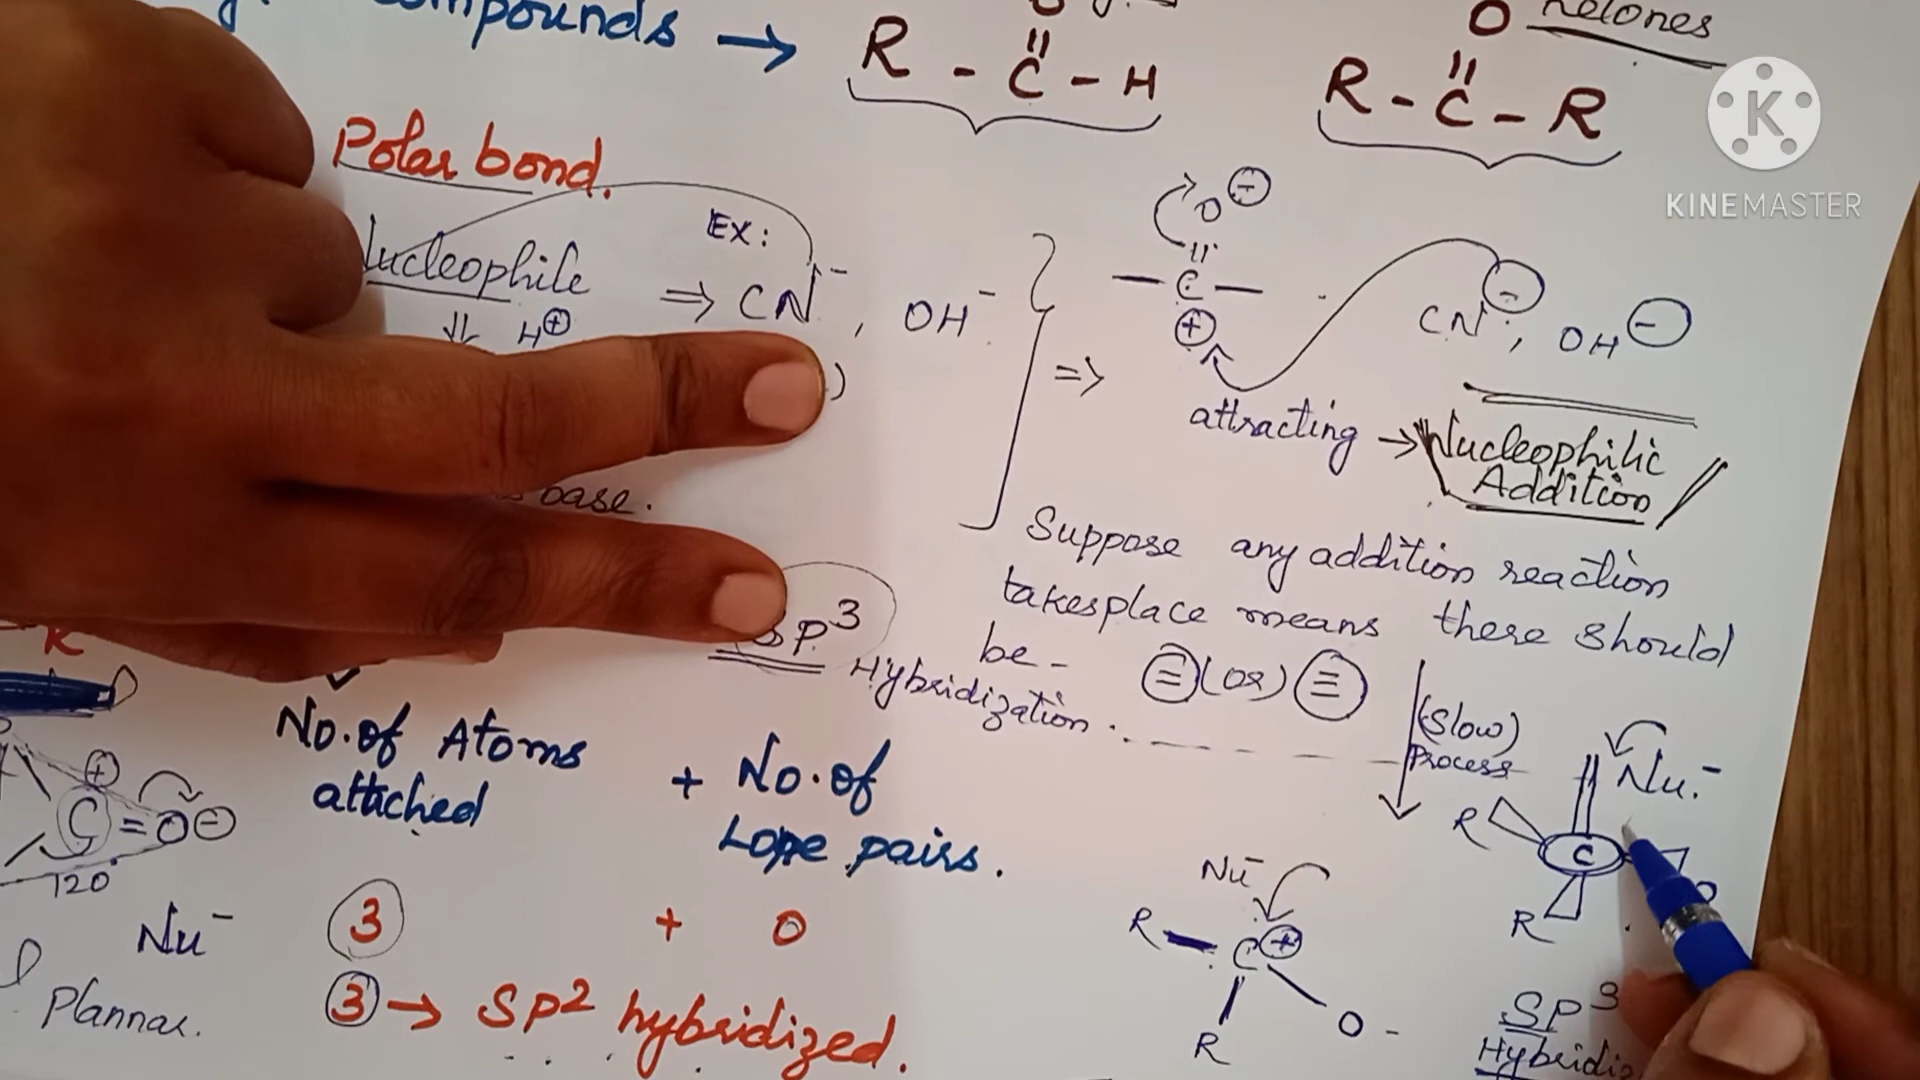 compounds →
O
R - C - H
O Ketones
R - C - R
K
KINEMASTER
Polar bond.
Nucleophile
H⊕
EX:
⇒ CN⁻, OH⁻
)
base.
⇒
O⊖
C
⊕
CN⁻, OH⊖
attracting → Nucleophilic
Addition
Suppose any addition reaction
takesplace means there should
be - ≡ (or) ≡
SP³
Hybridization.
(Slow)
Process
No. of Atoms
attached
+ No. of
Lone pairs.
3 + 0
3 → SP² hybridized.
R
⊕
C = O⊖
120
Nu⁻
Plannar.
Nu⁻
R - C⊕
R
O -
Nu:⁻
R
C
R
SP³